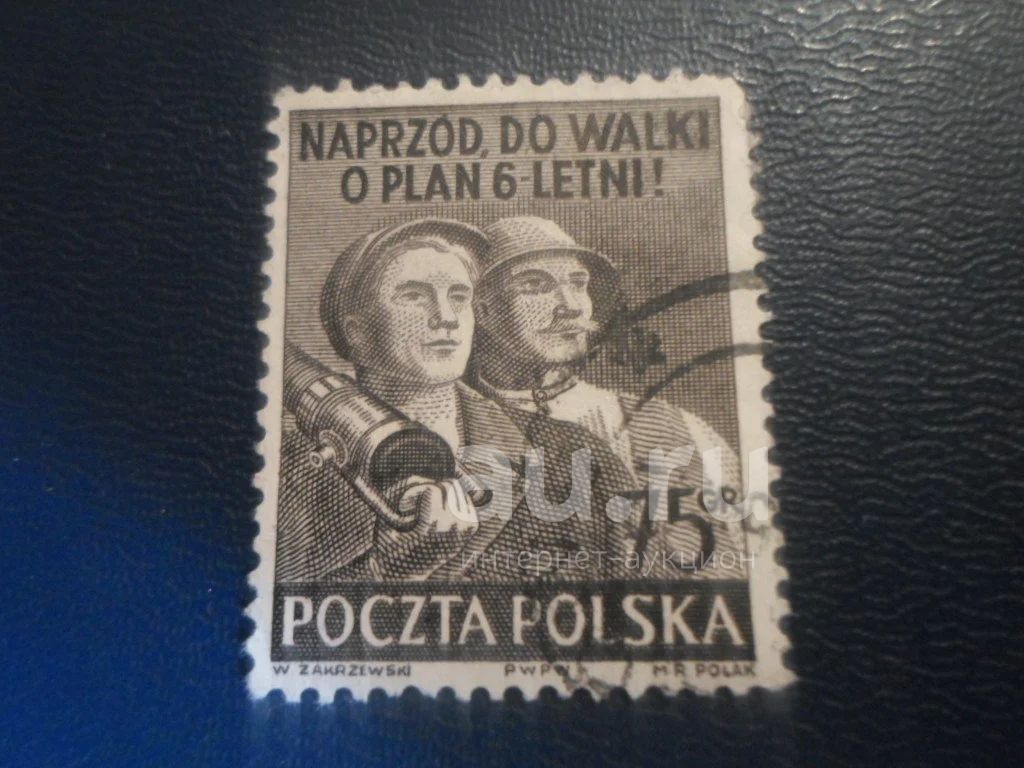 NAPRZÓD, DO WALKI
O PLAN 6-LETNI!
75
POCZTA POLSKA
W ZAKRZEWSKI PWPW M.R. POLAK
au.ru
интернет-аукцион